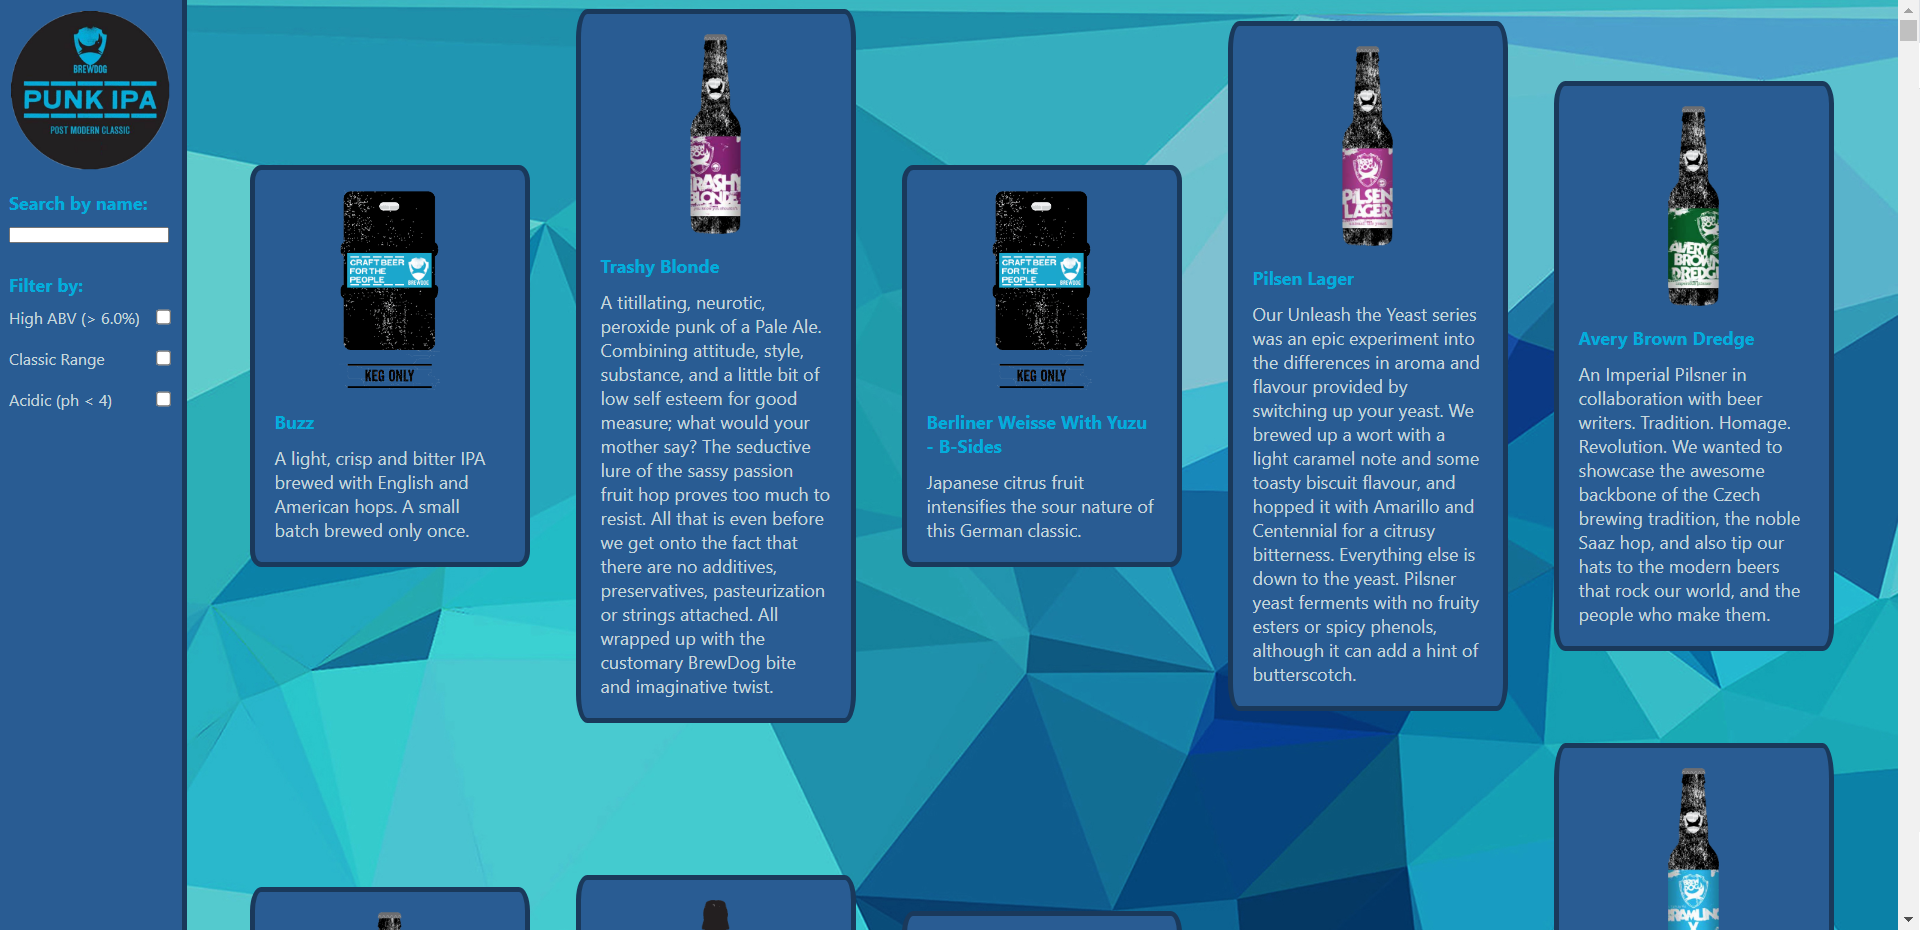 BREWDOG
PUNK IPA
POST MODERN CLASSIC
Search by name:
Filter by:
High ABV (> 6.0%)
Classic Range
Acidic (ph < 4)
CRAFT BEER
FOR THE
PEOPLE
BREWDOG
KEG ONLY
Buzz
A light, crisp and bitter IPA
brewed with English and
American hops. A small
batch brewed only once.
TRASHY
BLONDE
Trashy Blonde
A titillating, neurotic,
peroxide punk of a Pale Ale.
Combining attitude, style,
substance, and a little bit of
low self esteem for good
measure; what would your
mother say? The seductive
lure of the sassy passion
fruit hop proves too much to
resist. All that is even before
we get onto the fact that
there are no additives,
preservatives, pasteurization
or strings attached. All
wrapped up with the
customary BrewDog bite
and imaginative twist.
CRAFT BEER
FOR THE
PEOPLE
BREWDOG
KEG ONLY
Berliner Weisse With Yuzu
- B-Sides
Japanese citrus fruit
intensifies the sour nature of
this German classic.
PILSEN
LAGER
Pilsen Lager
Our Unleash the Yeast series
was an epic experiment into
the differences in aroma and
flavour provided by
switching up your yeast. We
brewed up a wort with a
light caramel note and some
toasty biscuit flavour, and
hopped it with Amarillo and
Centennial for a citrusy
bitterness. Everything else is
down to the yeast. Pilsner
yeast ferments with no fruity
esters or spicy phenols,
although it can add a hint of
butterscotch.
AVERY
BROWN
DREDGE
Avery Brown Dredge
An Imperial Pilsner in
collaboration with beer
writers. Tradition. Homage.
Revolution. We wanted to
showcase the awesome
backbone of the Czech
brewing tradition, the noble
Saaz hop, and also tip our
hats to the modern beers
that rock our world, and the
people who make them.
BRAMLING
X